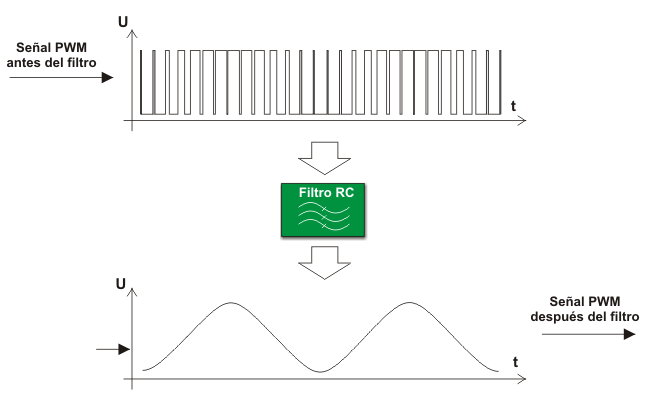 U
Señal PWM
antes del filtro
t
Filtro RC
U
Señal PWM
después del filtro
t